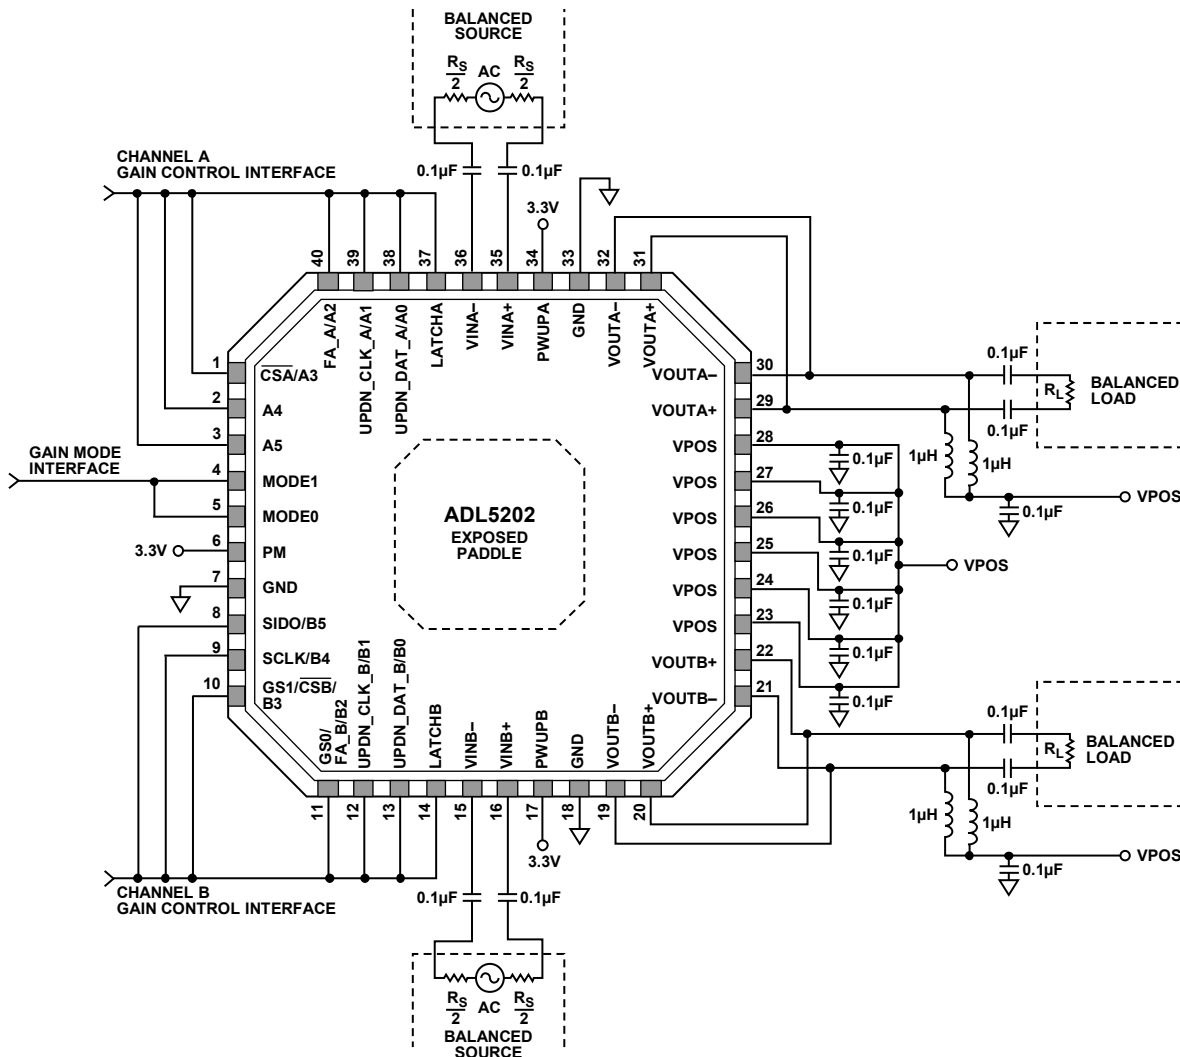 BALANCED
SOURCE
RS
2
AC
RS
2
CHANNEL A
GAIN CONTROL INTERFACE
0.1µF
0.1µF
3.3V
40
39
38
37
36
35
34
33
32
31
FA_A/A2
UPDN_CLK_A/A1
UPDN_DAT_A/A0
LATCHA
VINA–
VINA+
PWUPA
GND
VOUTA–
VOUTA+
1
CSA/A3
2
A4
3
A5
GAIN MODE
INTERFACE
4
MODE1
5
MODE0
3.3V
6
PM
7
GND
8
SIDO/B5
9
SCLK/B4
10
GS1/CSB/
B3
ADL5202
EXPOSED
PADDLE
VOUTA–
30
VOUTA+
29
VPOS
28
VPOS
27
VPOS
26
VPOS
25
VPOS
24
VPOS
23
VOUTB+
22
VOUTB–
21
0.1µF
0.1µF
RL
BALANCED
LOAD
1µH
1µH
0.1µF
VPOS
0.1µF
0.1µF
0.1µF
0.1µF
0.1µF
0.1µF
VPOS
0.1µF
0.1µF
RL
BALANCED
LOAD
1µH
1µH
0.1µF
VPOS
GS0/
FA_B/B2
UPDN_CLK_B/B1
UPDN_DAT_B/B0
LATCHB
VINB–
VINB+
PWUPB
GND
VOUTB–
VOUTB+
11
12
13
14
15
16
17
18
19
20
3.3V
CHANNEL B
GAIN CONTROL INTERFACE
0.1µF
0.1µF
RS
2
AC
RS
2
BALANCED
SOURCE